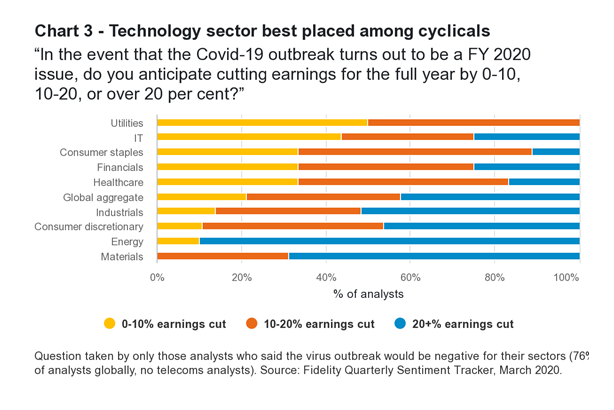 Chart 3 - Technology sector best placed among cyclicals
“In the event that the Covid-19 outbreak turns out to be a FY 2020
issue, do you anticipate cutting earnings for the full year by 0-10,
10-20, or over 20 per cent?”
Utilities
IT
Consumer staples
Financials
Healthcare
Global aggregate
Industrials
Consumer discretionary
Energy
Materials
0% 20% 40% 60% 80% 100%
% of analysts
0-10% earnings cut 10-20% earnings cut 20+% earnings cut
Question taken by only those analysts who said the virus outbreak would be negative for their sectors (76%
of analysts globally, no telecoms analysts). Source: Fidelity Quarterly Sentiment Tracker, March 2020.